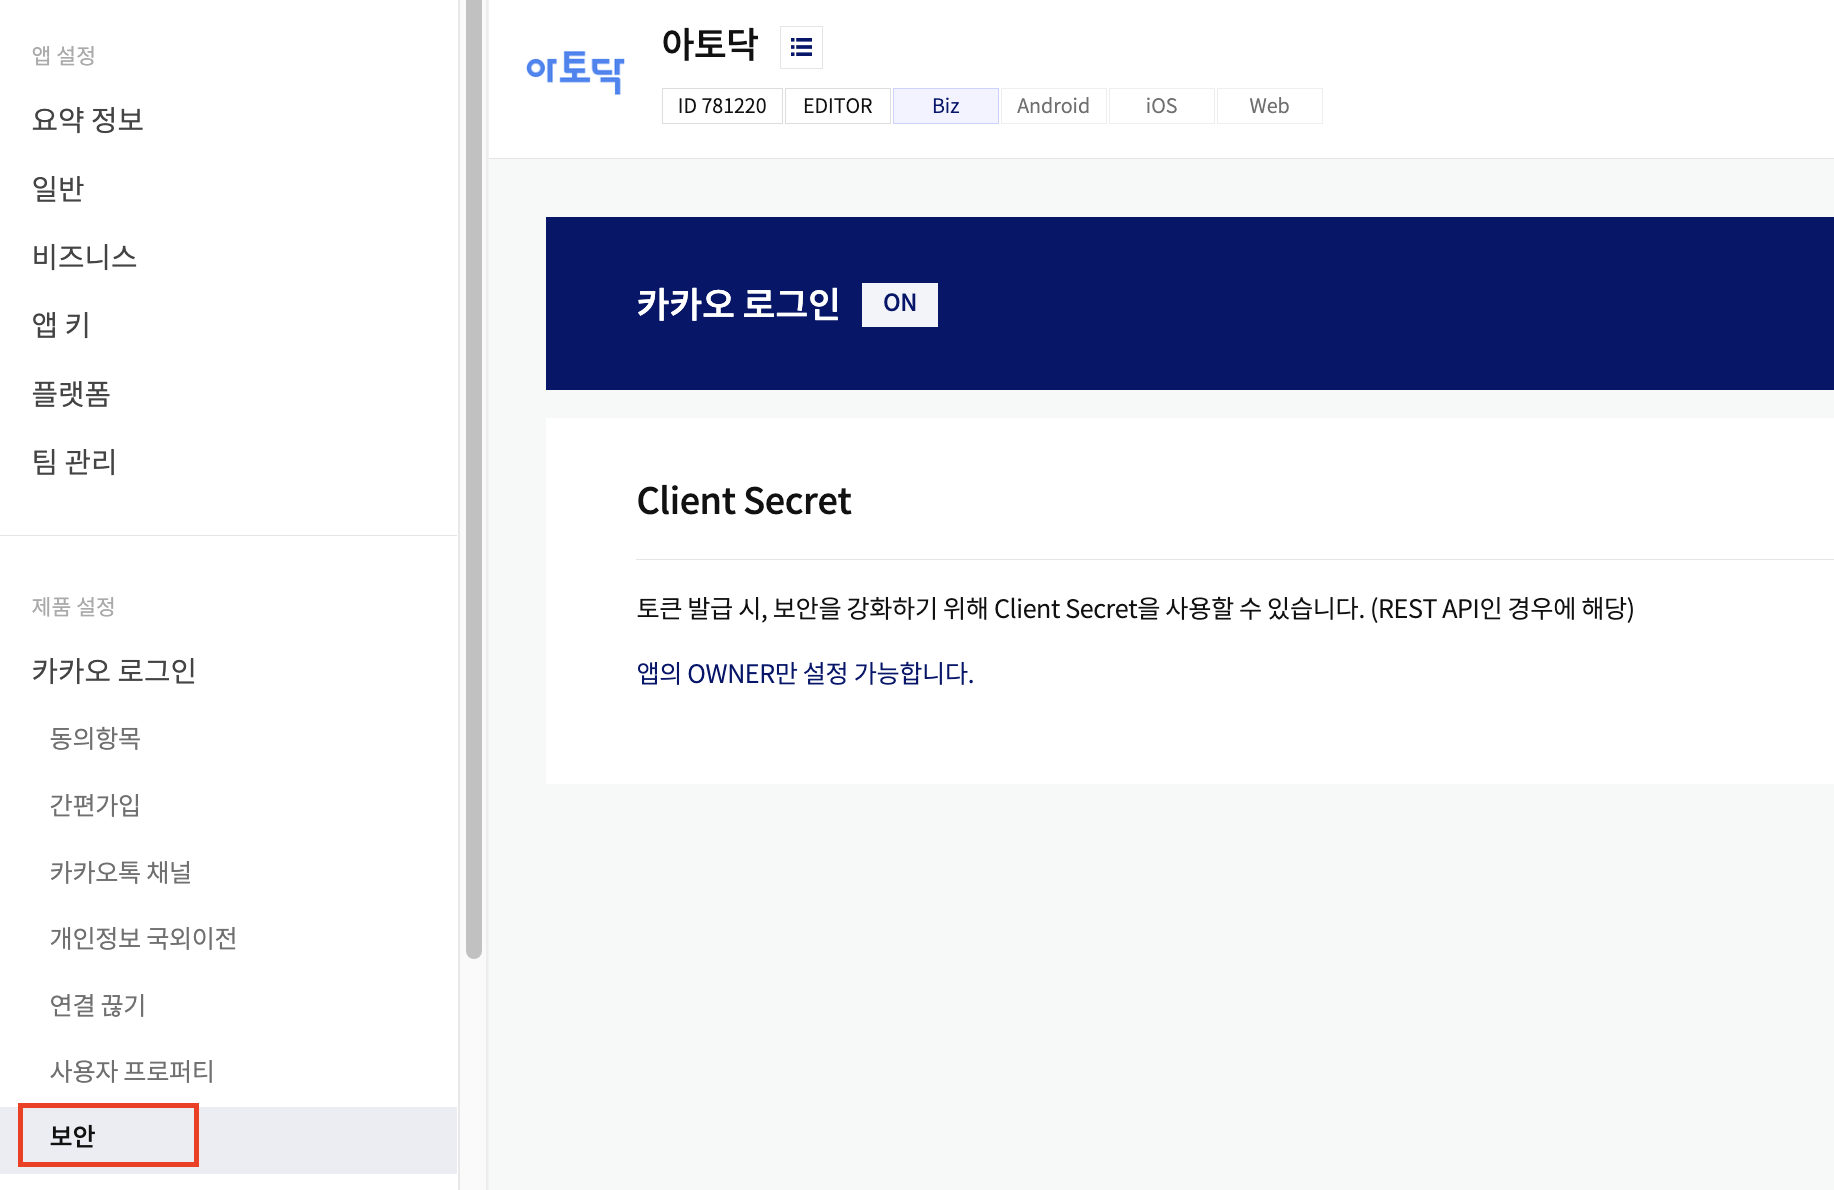 앱 설정
요약 정보
일반
비즈니스
앱 키
플랫폼
팀 관리
제품 설정
카카오 로그인
동의항목
간편가입
카카오톡 채널
개인정보 국외이전
연결 끊기
사용자 프로퍼티
보안
아토닥
아토닥
ID 781220 EDITOR Biz Android iOS Web
카카오 로그인 ON
Client Secret
토큰 발급 시, 보안을 강화하기 위해 Client Secret을 사용할 수 있습니다. (REST API인 경우에 해당)
앱의 OWNER만 설정 가능합니다.